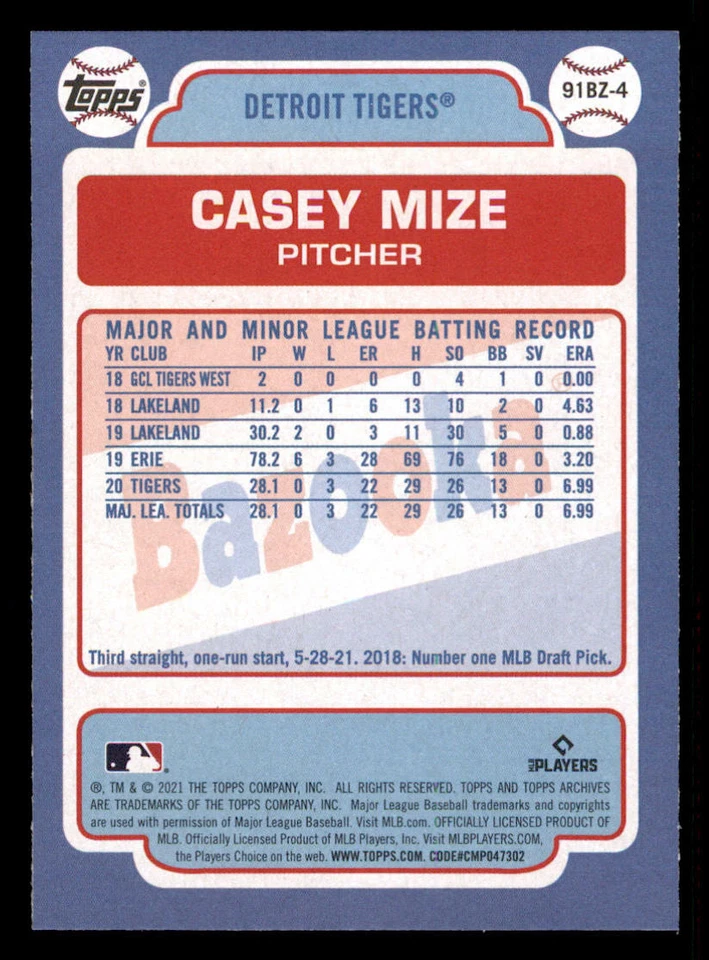 Topps®
DETROIT TIGERS®
91BZ-4
CASEY MIZE
PITCHER
MAJOR AND MINOR LEAGUE BATTING RECORD
YR CLUB IP W L ER H SO BB SV ERA
18 GCL TIGERS WEST 2 0 0 0 0 4 1 0 0.00
18 LAKELAND 11.2 0 1 6 13 10 2 0 4.63
19 LAKELAND 30.2 2 0 3 11 30 5 0 0.88
19 ERIE 78.2 6 3 28 69 76 18 0 3.20
20 TIGERS 28.1 0 3 22 29 26 13 0 6.99
MAJ. LEA. TOTALS 28.1 0 3 22 29 26 13 0 6.99
Bazooka®
Third straight, one-run start, 5-28-21. 2018: Number one MLB Draft Pick.
MLB PLAYERS
®, TM & © 2021 THE TOPPS COMPANY, INC. ALL RIGHTS RESERVED. TOPPS AND TOPPS ARCHIVES
ARE TRADEMARKS OF THE TOPPS COMPANY, INC. Major League Baseball trademarks and copyrights
are used with permission of Major League Baseball. Visit MLB.com. OFFICIALLY LICENSED PRODUCT OF
MLB. Officially Licensed Product of MLB Players, Inc. Visit MLBPLAYERS.COM,
the Players Choice on the web. WWW.TOPPS.COM. CODE#CMP047302